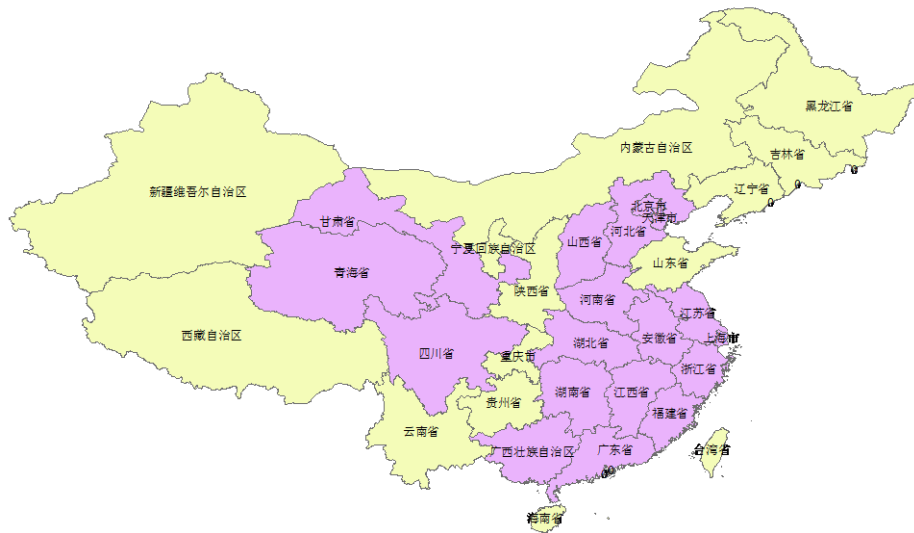 黑龙江省
内蒙古自治区
吉林省
新疆维吾尔自治区
辽宁省
0
0
0
北京市
天津市
甘肃省
河北省
山西省
宁夏回族自治区
青海省
山东省
陕西省
河南省
江苏省
西藏自治区
安徽省
上海市
湖北省
四川省
重庆市
浙江省
湖南省
江西省
贵州省
福建省
云南省
广西壮族自治区
广东省
台湾省
海南省